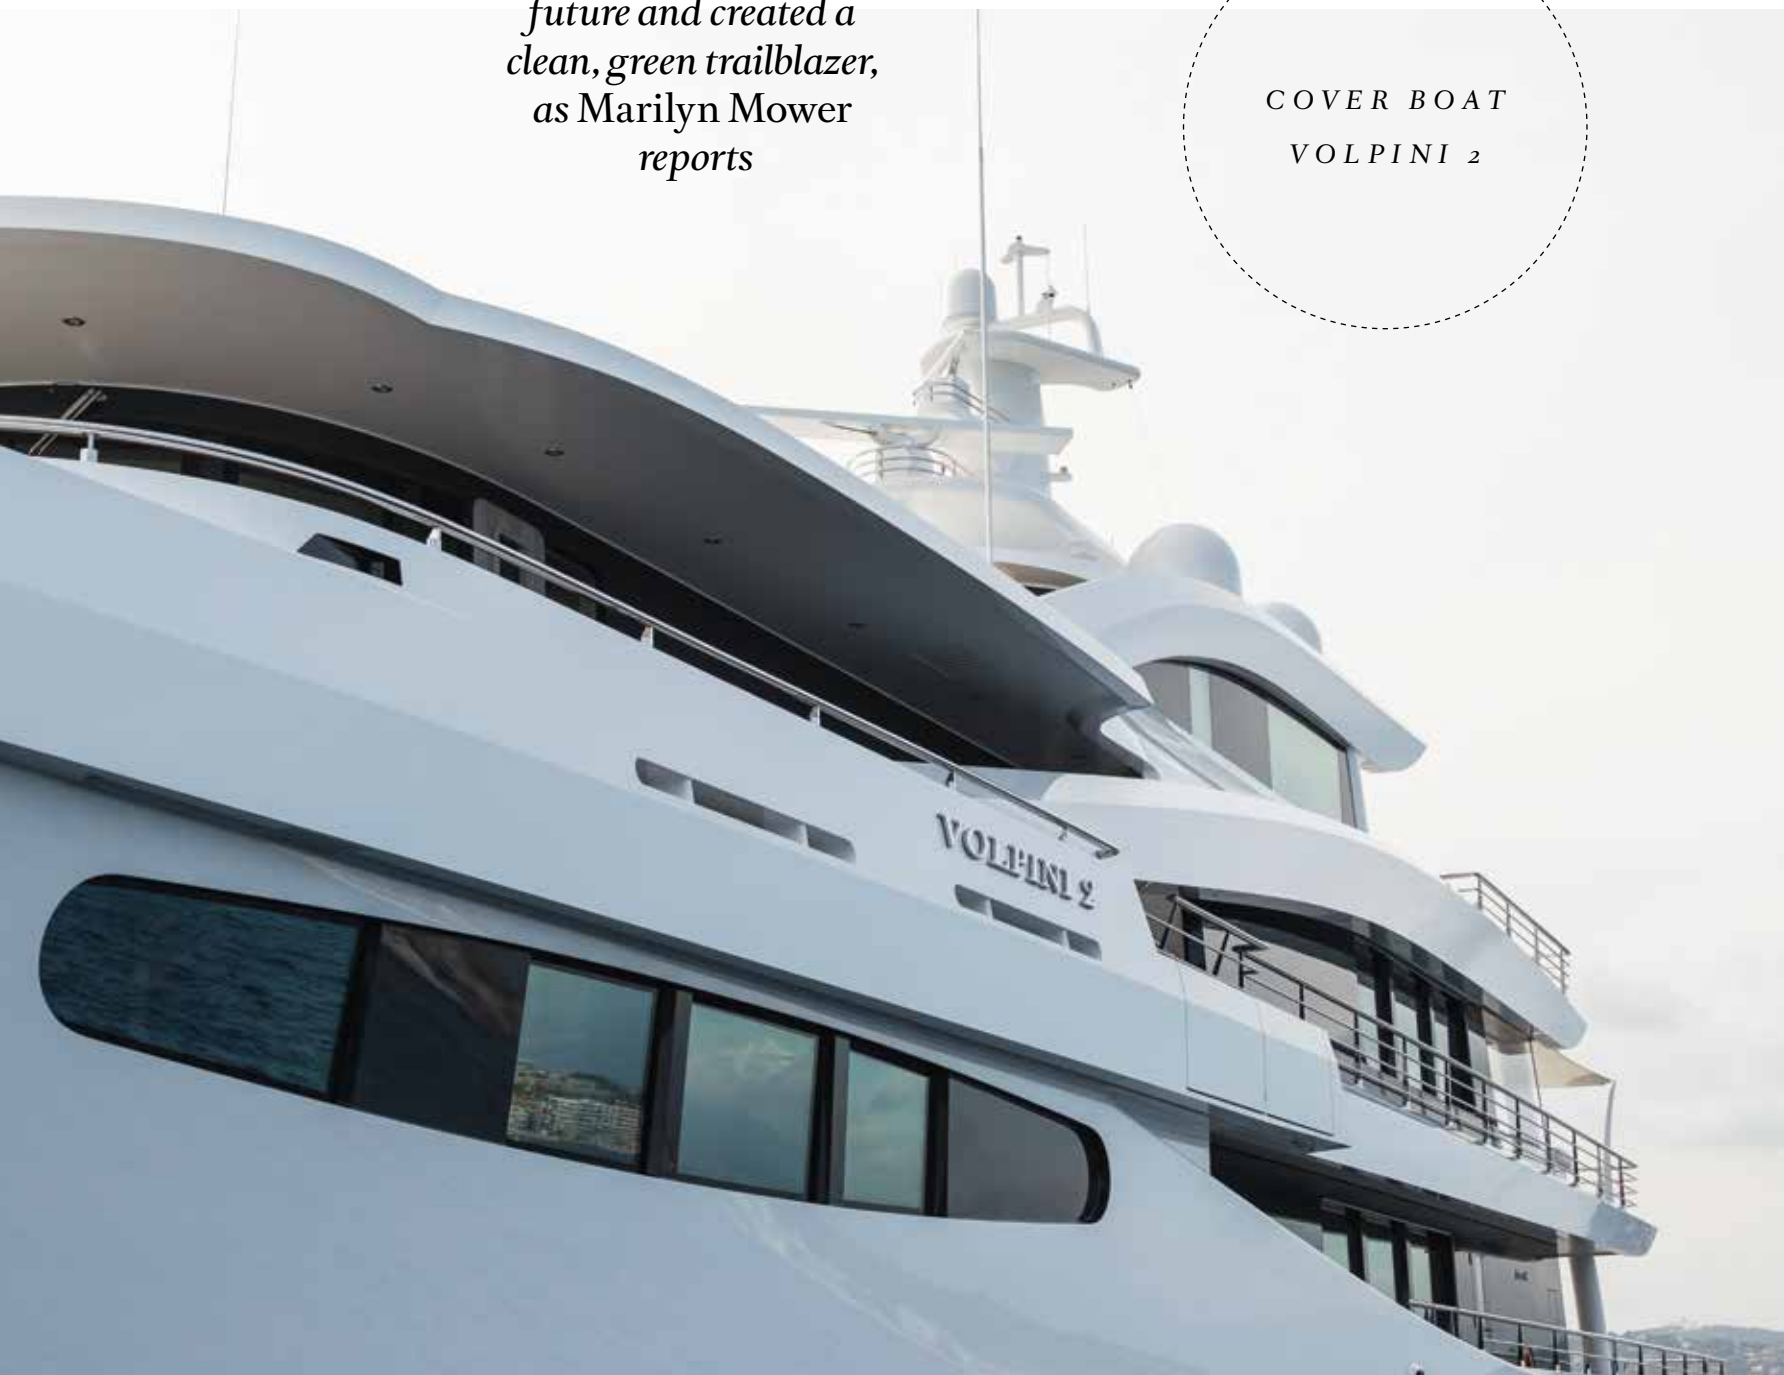 future and created a
clean, green trailblazer,
as Marilyn Mower
reports
COVER BOAT
VOLPINI 2
VOLPINI 2